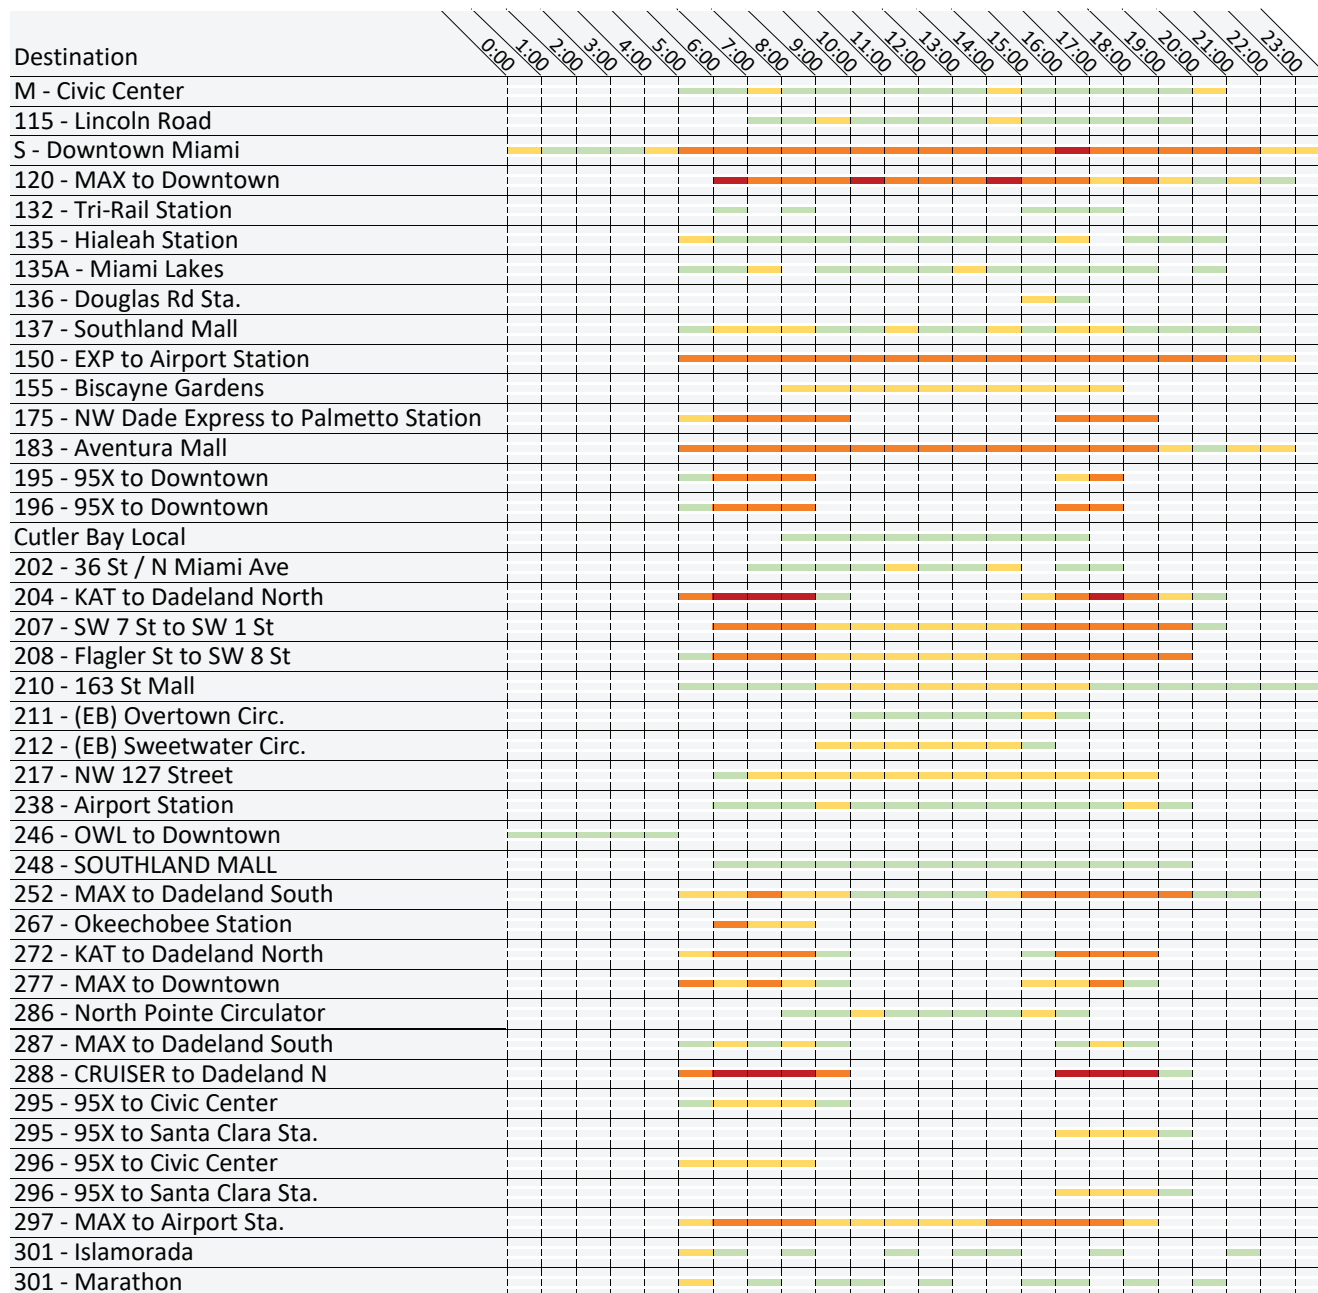 Destination
0:00 1:00 2:00 3:00 4:00 5:00 6:00 7:00 8:00 9:00 10:00 11:00 12:00 13:00 14:00 15:00 16:00 17:00 18:00 19:00 20:00 21:00 22:00 23:00
M - Civic Center
115 - Lincoln Road
S - Downtown Miami
120 - MAX to Downtown
132 - Tri-Rail Station
135 - Hialeah Station
135A - Miami Lakes
136 - Douglas Rd Sta.
137 - Southland Mall
150 - EXP to Airport Station
155 - Biscayne Gardens
175 - NW Dade Express to Palmetto Station
183 - Aventura Mall
195 - 95X to Downtown
196 - 95X to Downtown
Cutler Bay Local
202 - 36 St / N Miami Ave
204 - KAT to Dadeland North
207 - SW 7 St to SW 1 St
208 - Flagler St to SW 8 St
210 - 163 St Mall
211 - (EB) Overtown Circ.
212 - (EB) Sweetwater Circ.
217 - NW 127 Street
238 - Airport Station
246 - OWL to Downtown
248 - SOUTHLAND MALL
252 - MAX to Dadeland South
267 - Okeechobee Station
272 - KAT to Dadeland North
277 - MAX to Downtown
286 - North Pointe Circulator
287 - MAX to Dadeland South
288 - CRUISER to Dadeland N
295 - 95X to Civic Center
295 - 95X to Santa Clara Sta.
296 - 95X to Civic Center
296 - 95X to Santa Clara Sta.
297 - MAX to Airport Sta.
301 - Islamorada
301 - Marathon